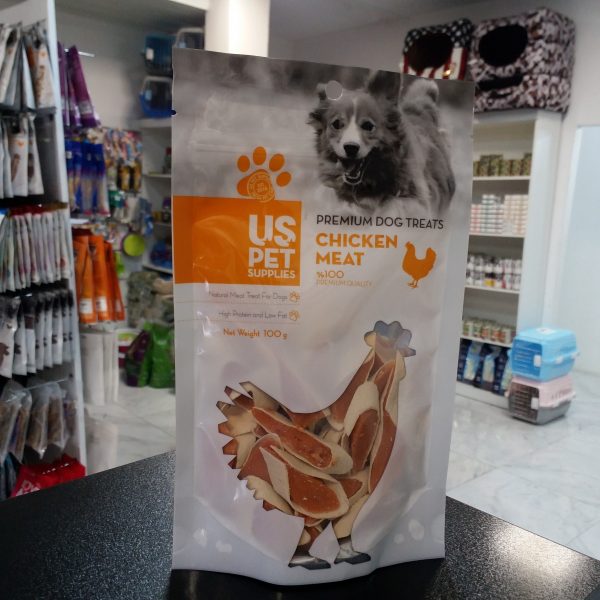 US
PET
SUPPLIES
PREMIUM DOG TREATS
CHICKEN
MEAT
%100
PREMIUM QUALITY
Natural Meat Treat For Dogs
High Protein and Low Fat
Net Weight 100 g